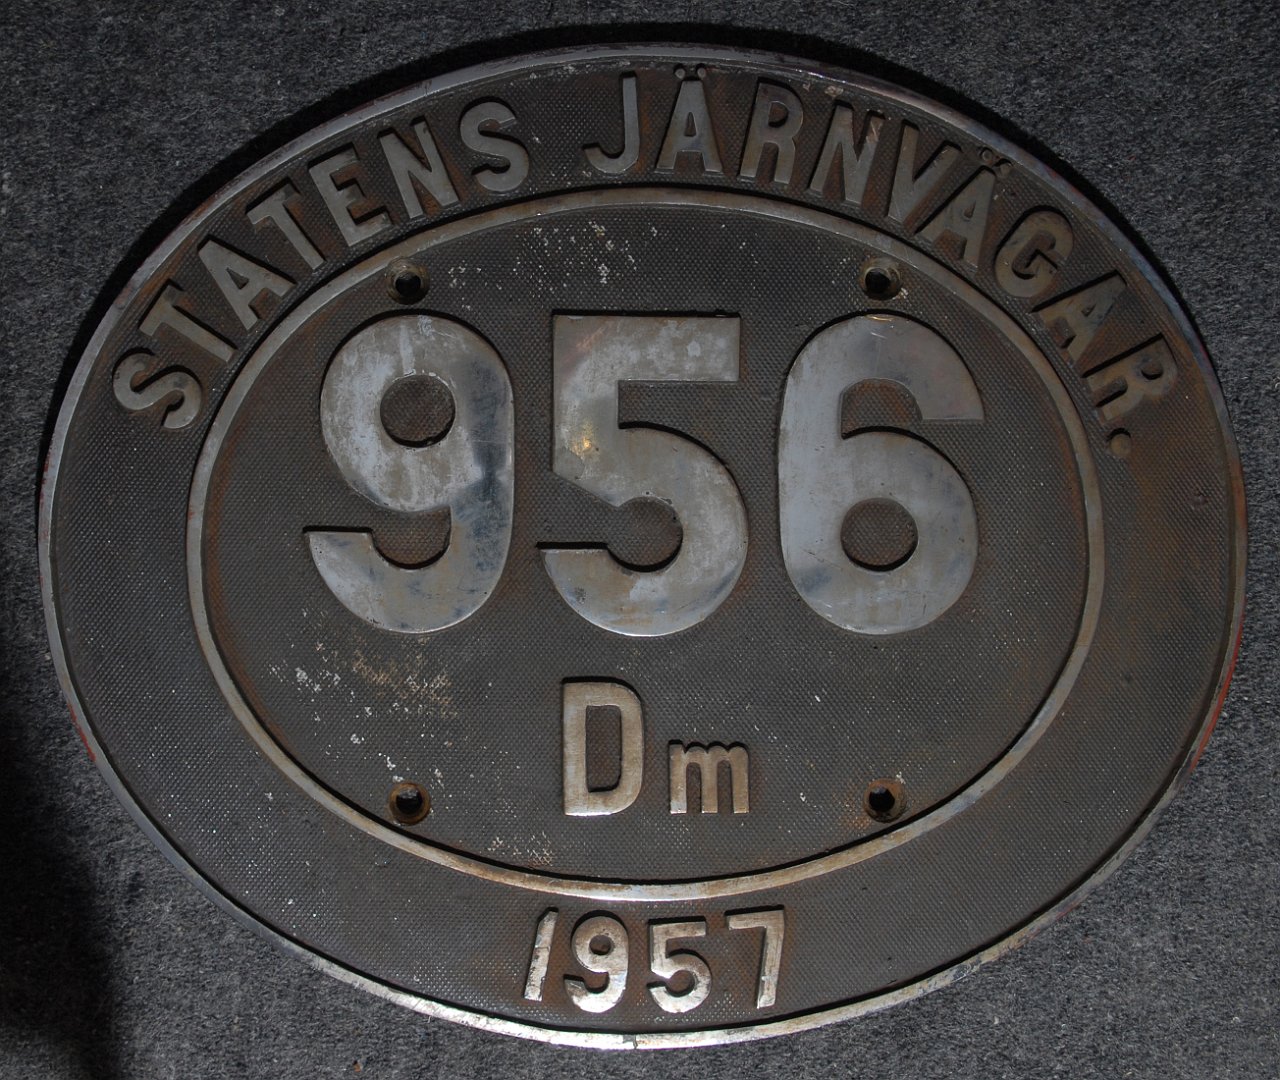 STATENS JÄRNVÄGAR.
956
Dm
1957